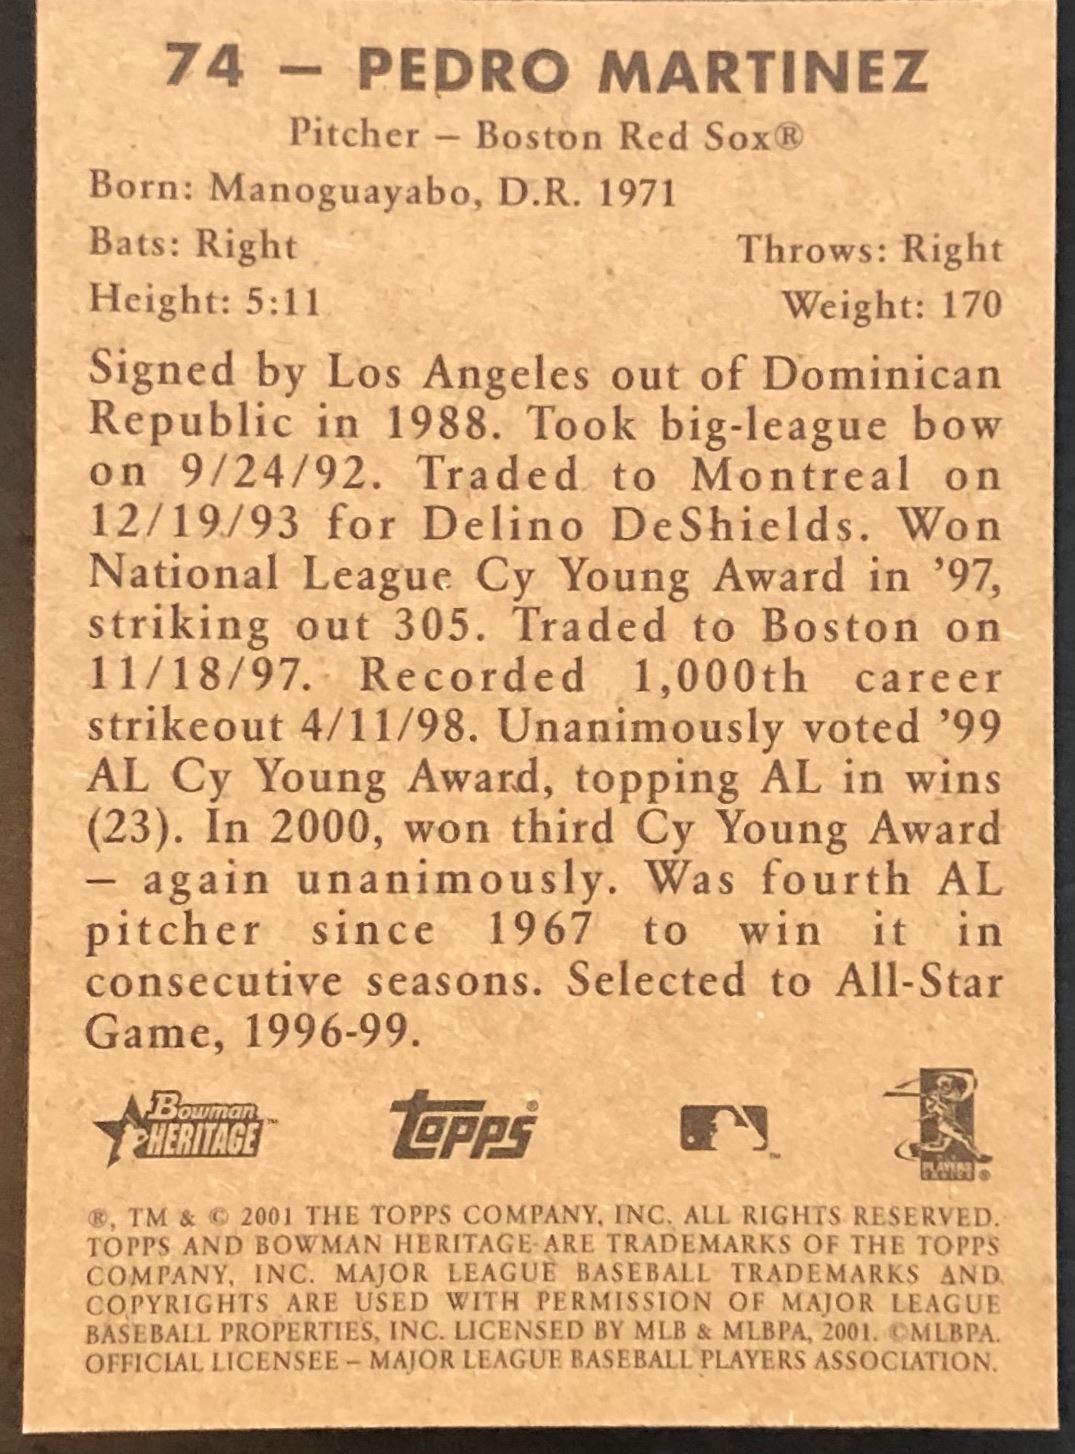 74 – PEDRO MARTINEZ
Pitcher – Boston Red Sox®
Born: Manoguayabo, D.R. 1971
Bats: Right Throws: Right
Height: 5:11 Weight: 170
Signed by Los Angeles out of Dominican
Republic in 1988. Took big-league bow
on 9/24/92. Traded to Montreal on
12/19/93 for Delino DeShields. Won
National League Cy Young Award in ’97,
striking out 305. Traded to Boston on
11/18/97. Recorded 1,000th career
strikeout 4/11/98. Unanimously voted ’99
AL Cy Young Award, topping AL in wins
(23). In 2000, won third Cy Young Award
– again unanimously. Was fourth AL
pitcher since 1967 to win it in
consecutive seasons. Selected to All-Star
Game, 1996-99.
Bowman
HERITAGE™
Topps®
™
PLAYERS
CHOICE®
®, TM & © 2001 THE TOPPS COMPANY, INC. ALL RIGHTS RESERVED.
TOPPS AND BOWMAN HERITAGE ARE TRADEMARKS OF THE TOPPS
COMPANY, INC. MAJOR LEAGUE BASEBALL TRADEMARKS AND
COPYRIGHTS ARE USED WITH PERMISSION OF MAJOR LEAGUE
BASEBALL PROPERTIES, INC. LICENSED BY MLB & MLBPA, 2001. ©MLBPA.
OFFICIAL LICENSEE – MAJOR LEAGUE BASEBALL PLAYERS ASSOCIATION.